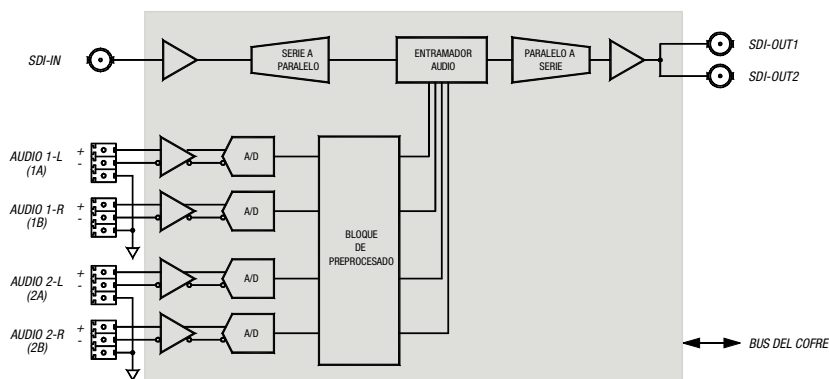 SDI-IN
SERIE A
PARALELO
ENTRAMADOR
AUDIO
PARALELO A
SERIE
SDI-OUT1
SDI-OUT2
AUDIO 1-L
(1A)
+
-
A/D
AUDIO 1-R
(1B)
+
-
A/D
BLOQUE
DE
PREPROCESADO
AUDIO 2-L
(2A)
+
-
A/D
AUDIO 2-R
(2B)
+
-
A/D
BUS DEL COFRE